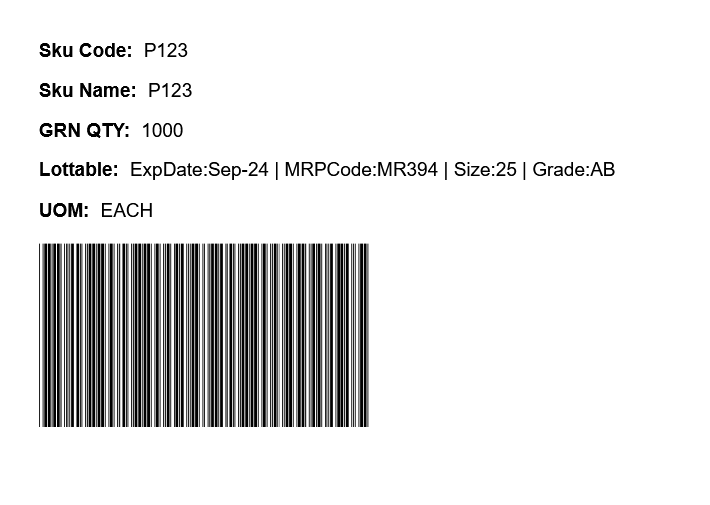 Sku Code: P123
Sku Name: P123
GRN QTY: 1000
Lottable: ExpDate:Sep-24 | MRPCode:MR394 | Size:25 | Grade:AB
UOM: EACH